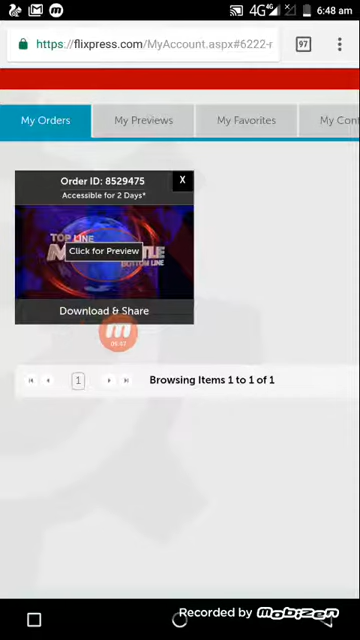 4G 4G 6:48 am
https://flixpress.com/MyAccount.aspx#6222-r
97
My Orders My Previews My Favorites My Con
Order ID: 8529475 X
Accessible for 2 Days*
TOP LINE
Click for Preview
BOTTOM LINE
Download & Share
1 Browsing Items 1 to 1 of 1
Recorded by Mobizen